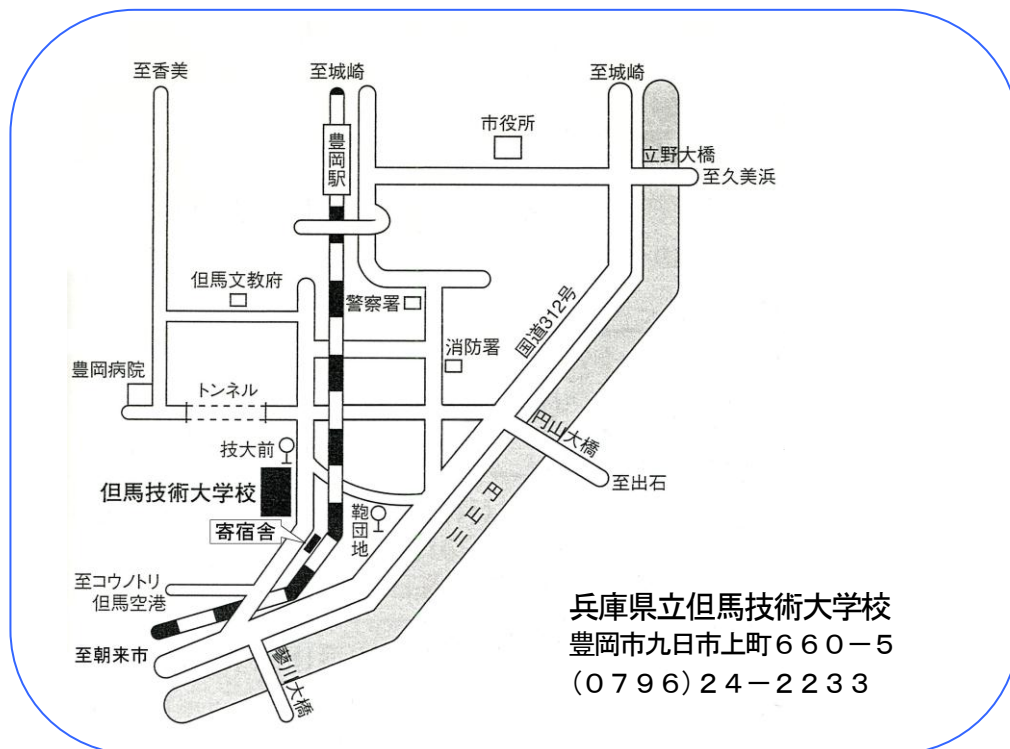 至香美
至城崎
至城崎
市役所
豊岡駅
立野大橋
至久美浜
但馬文教府
警察署
国道312号
消防署
豊岡病院
トンネル
円山大橋
技大前
至出石
但馬技術大学校
鞄団地
円山川
寄宿舎
至コウノトリ
但馬空港
至朝来市
蓼川大橋
兵庫県立但馬技術大学校
豊岡市九日市上町６６０－５
(０７９６)２４－２２３３